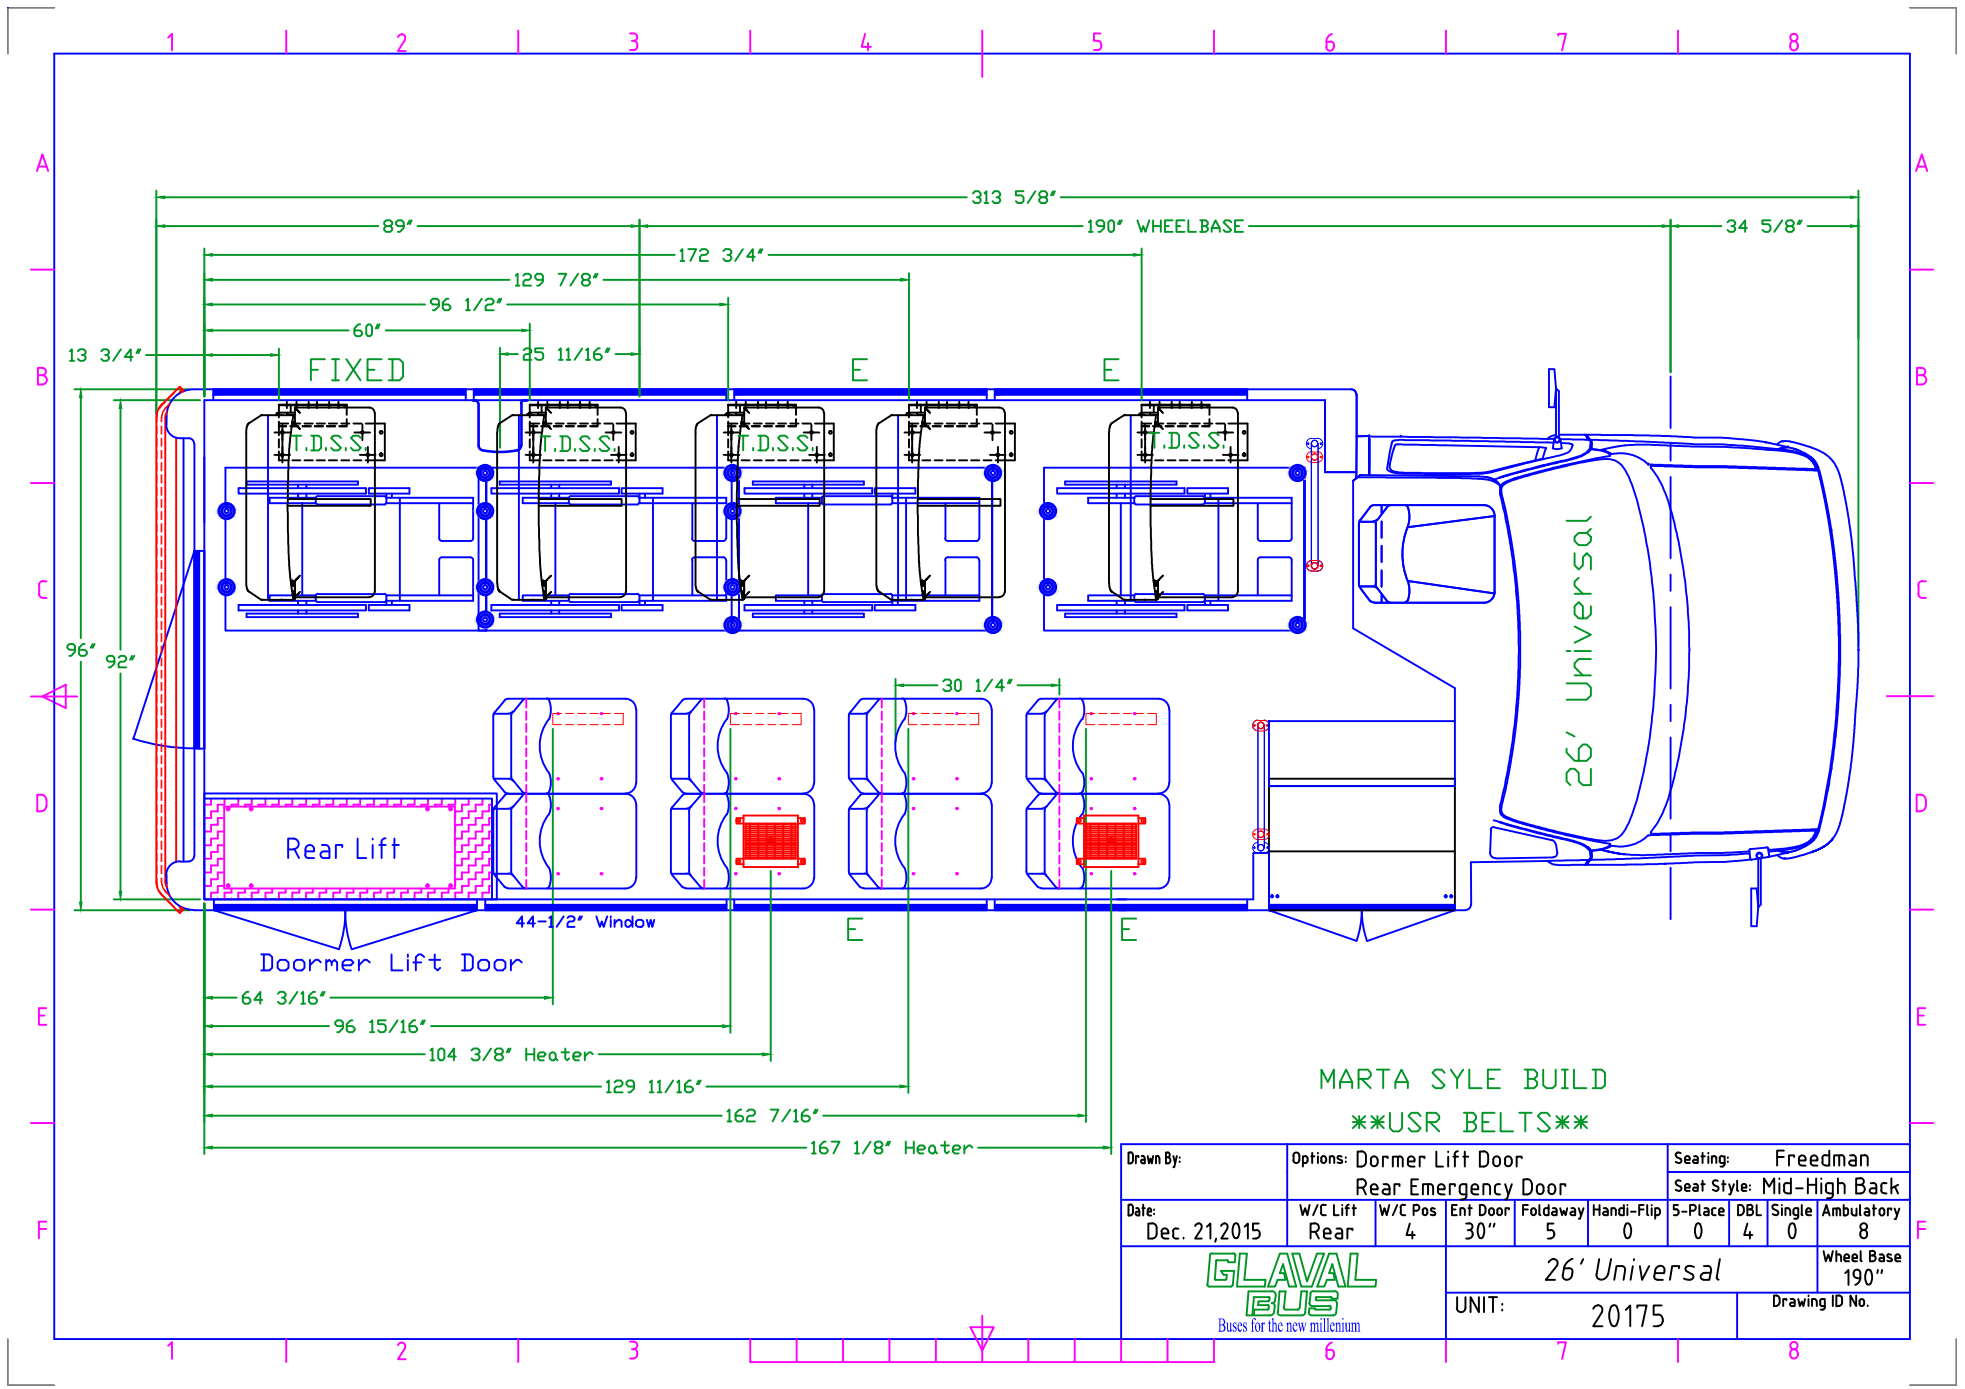 1 2 3 4 5 6 7 8
A A
313 5/8"
89" 190" WHEELBASE 34 5/8"
172 3/4"
129 7/8"
96 1/2"
60"
13 3/4" 25 11/16"
FIXED E E
B B
T.D.S.S. T.D.S.S. T.D.S.S. T.D.S.S.
26' Universal
C C
96" 92"
30 1/4"
D D
Rear Lift
44-1/2" Window E E
Doormer Lift Door
64 3/16"
E E
96 15/16"
104 3/8" Heater
129 11/16"
162 7/16"
167 1/8" Heater
MARTA SYLE BUILD
**USR BELTS**
Drawn By: Options: Dormer Lift Door Seating: Freedman
Rear Emergency Door Seat Style: Mid-High Back
Date: W/C Lift W/C Pos Ent Door Foldaway Handi-Flip 5-Place DBL Single Ambulatory
Dec. 21,2015 Rear 4 30" 5 0 0 4 0 8
F F
GLAVAL 26' Universal Wheel Base
BUS 190"
Buses for the new millenium UNIT: 20175 Drawing ID No.
1 2 3 6 7 8